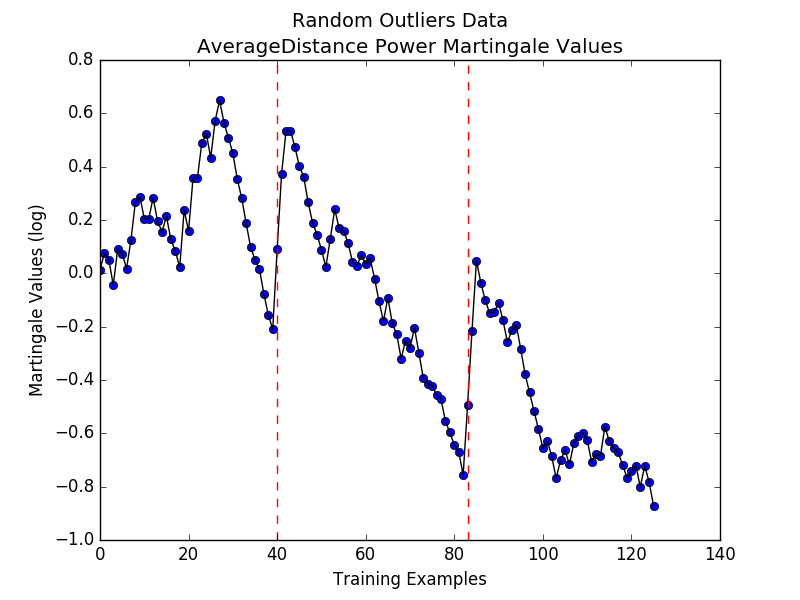 Random Outliers Data
AverageDistance Power Martingale Values
0.8
0.6
0.4
0.2
0.0
−0.2
−0.4
−0.6
−0.8
−1.0
Martingale Values (log)
0 20 40 60 80 100 120 140
Training Examples